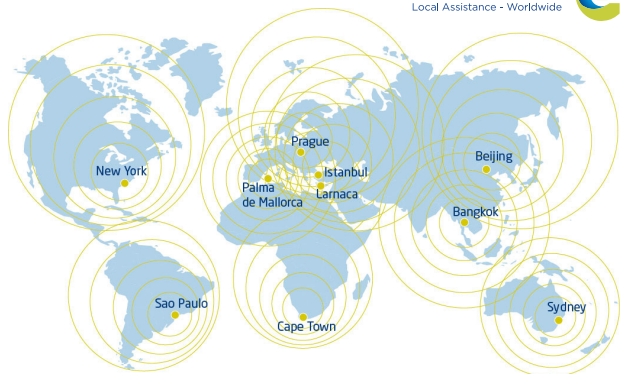 Local Assistance - Worldwide
Prague
New York
Istanbul
Beijing
Palma
de Mallorca
Larnaca
Bangkok
Sao Paulo
Cape Town
Sydney